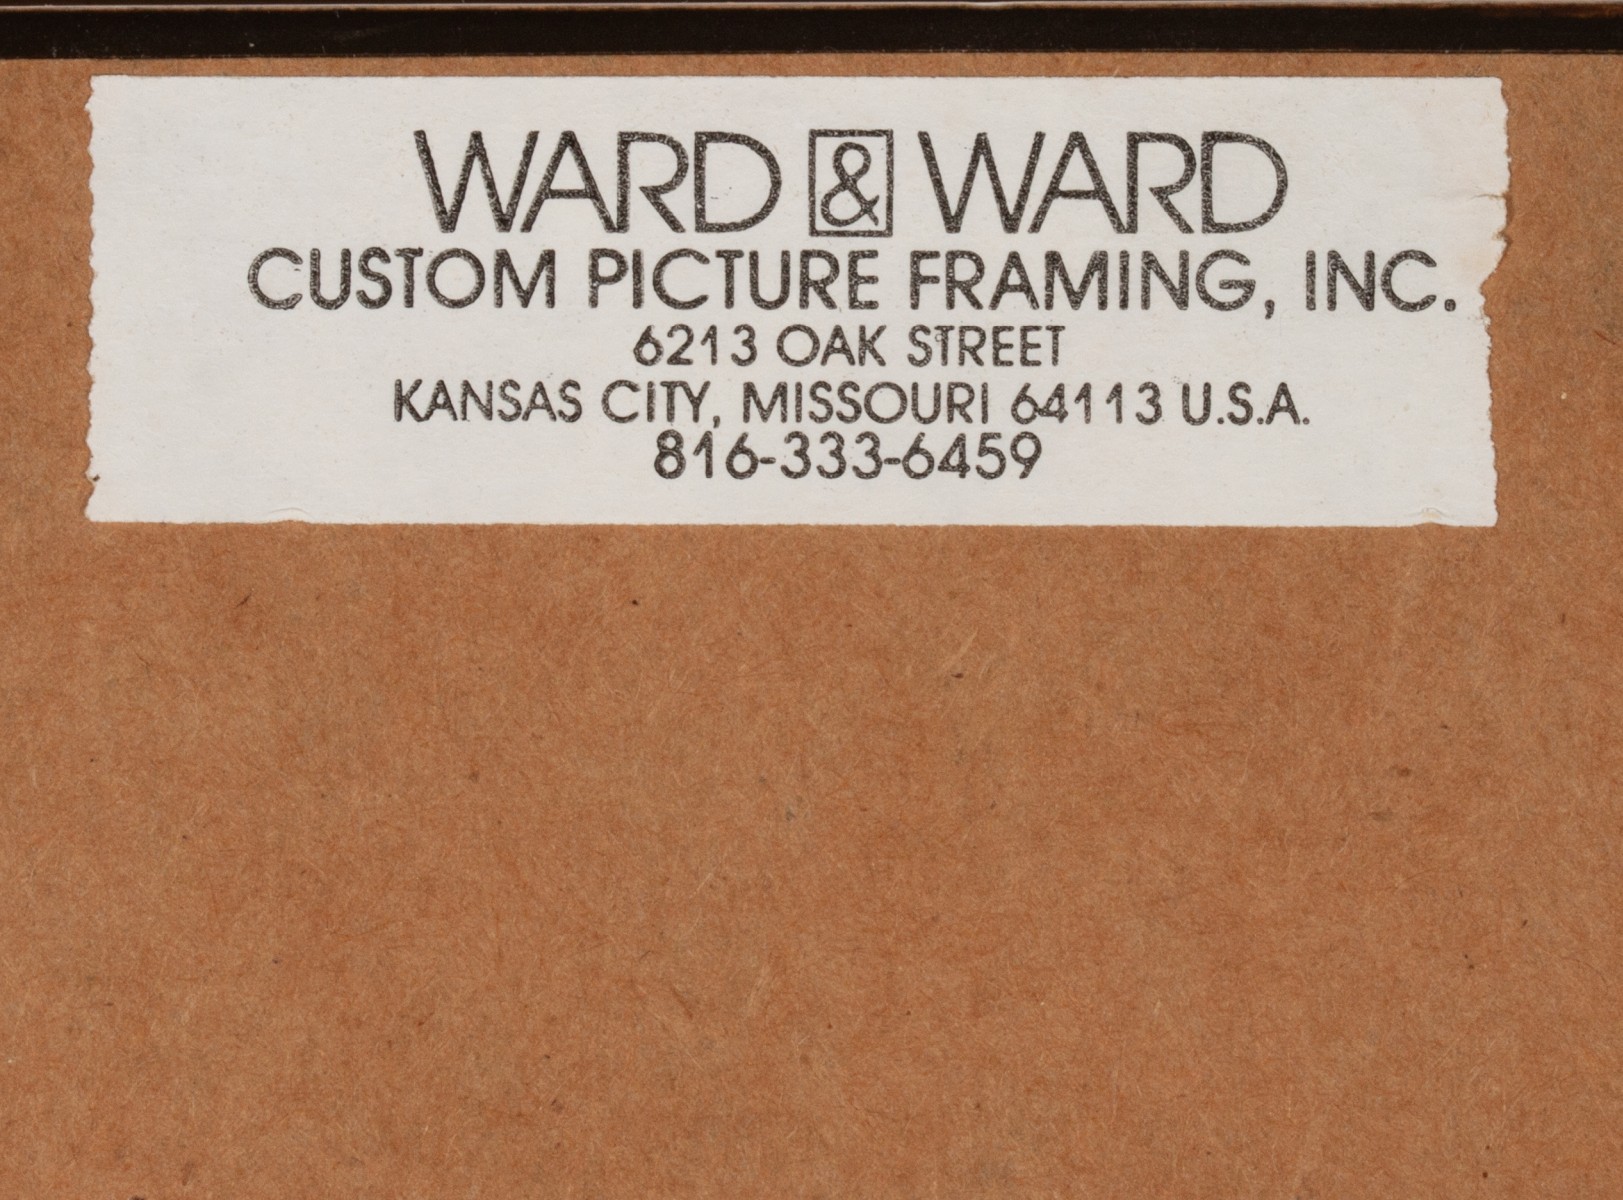 WARD & WARD
CUSTOM PICTURE FRAMING, INC.
6213 OAK STREET
KANSAS CITY, MISSOURI 64113 U.S.A.
816-333-6459